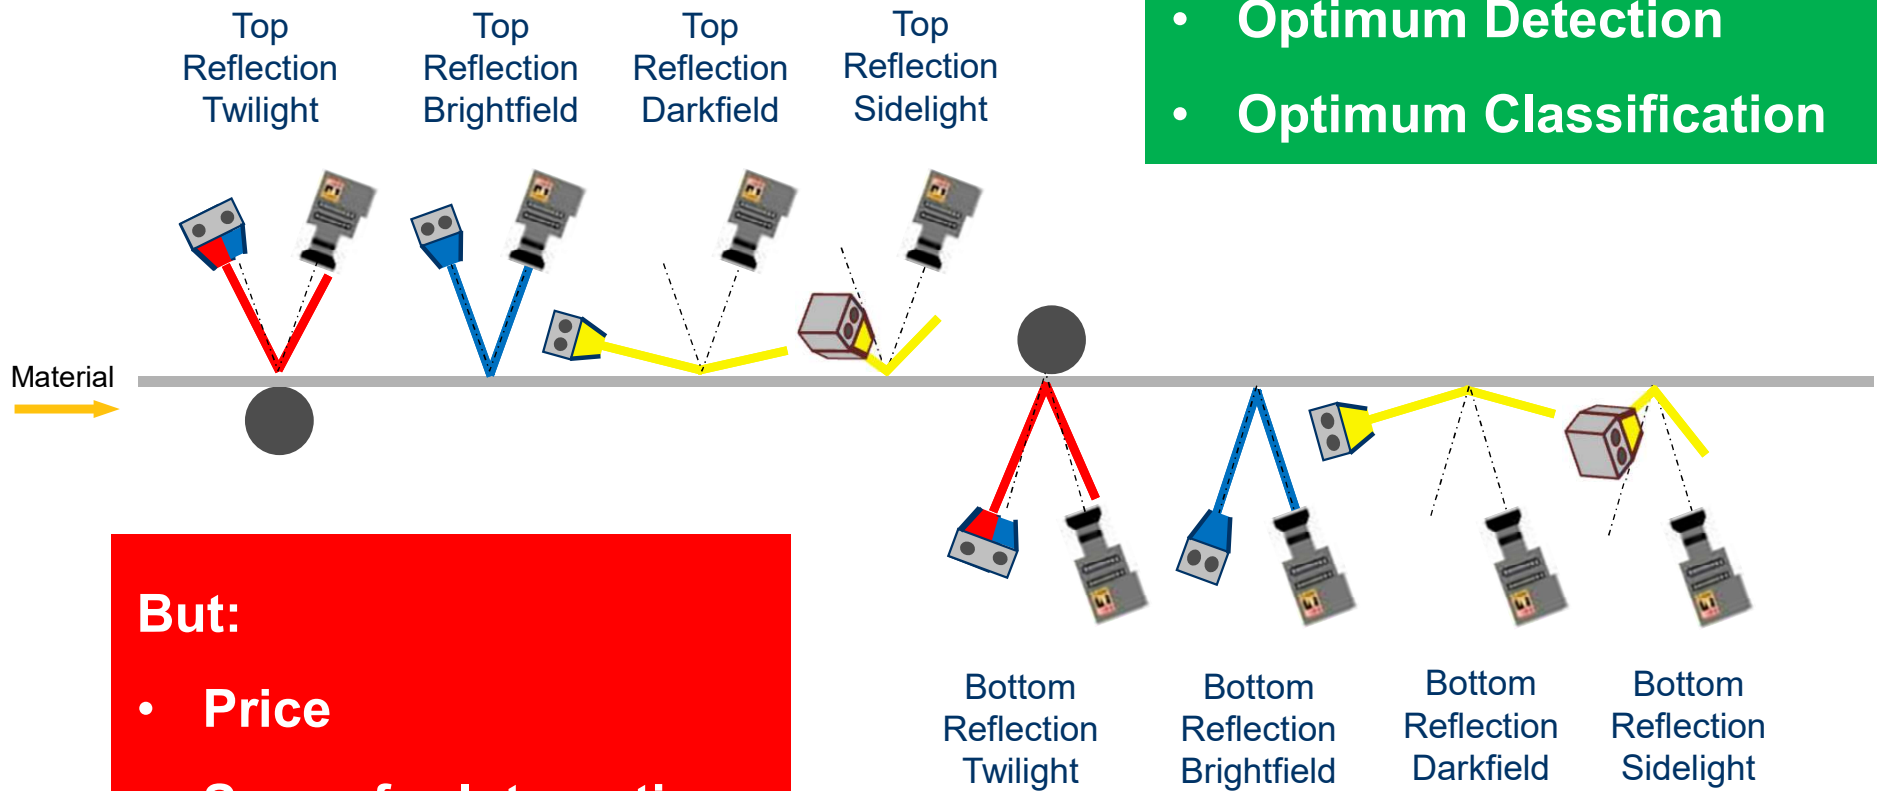 Top
Reflection
Twilight
Top
Reflection
Brightfield
Top
Reflection
Darkfield
Top
Reflection
Sidelight
• Optimum Detection
• Optimum Classification
Material
But:
• Price
Bottom
Reflection
Twilight
Bottom
Reflection
Brightfield
Bottom
Reflection
Darkfield
Bottom
Reflection
Sidelight